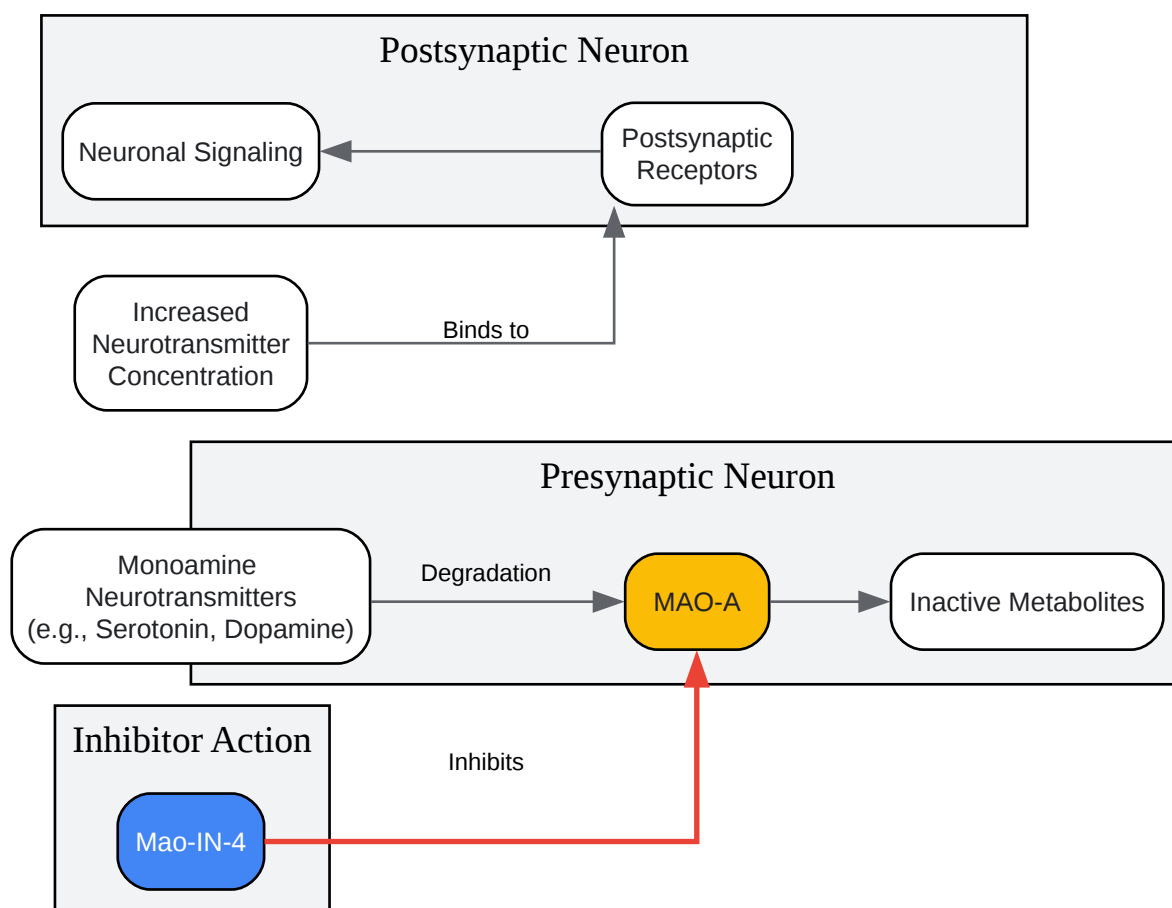 Postsynaptic Neuron
Neuronal Signaling
Postsynaptic
Receptors
Increased
Neurotransmitter
Concentration
Binds to
Presynaptic Neuron
Monoamine
Neurotransmitters
(e.g., Serotonin, Dopamine)
Degradation
MAO-A
Inactive Metabolites
Inhibitor Action
Inhibits
Mao-IN-4